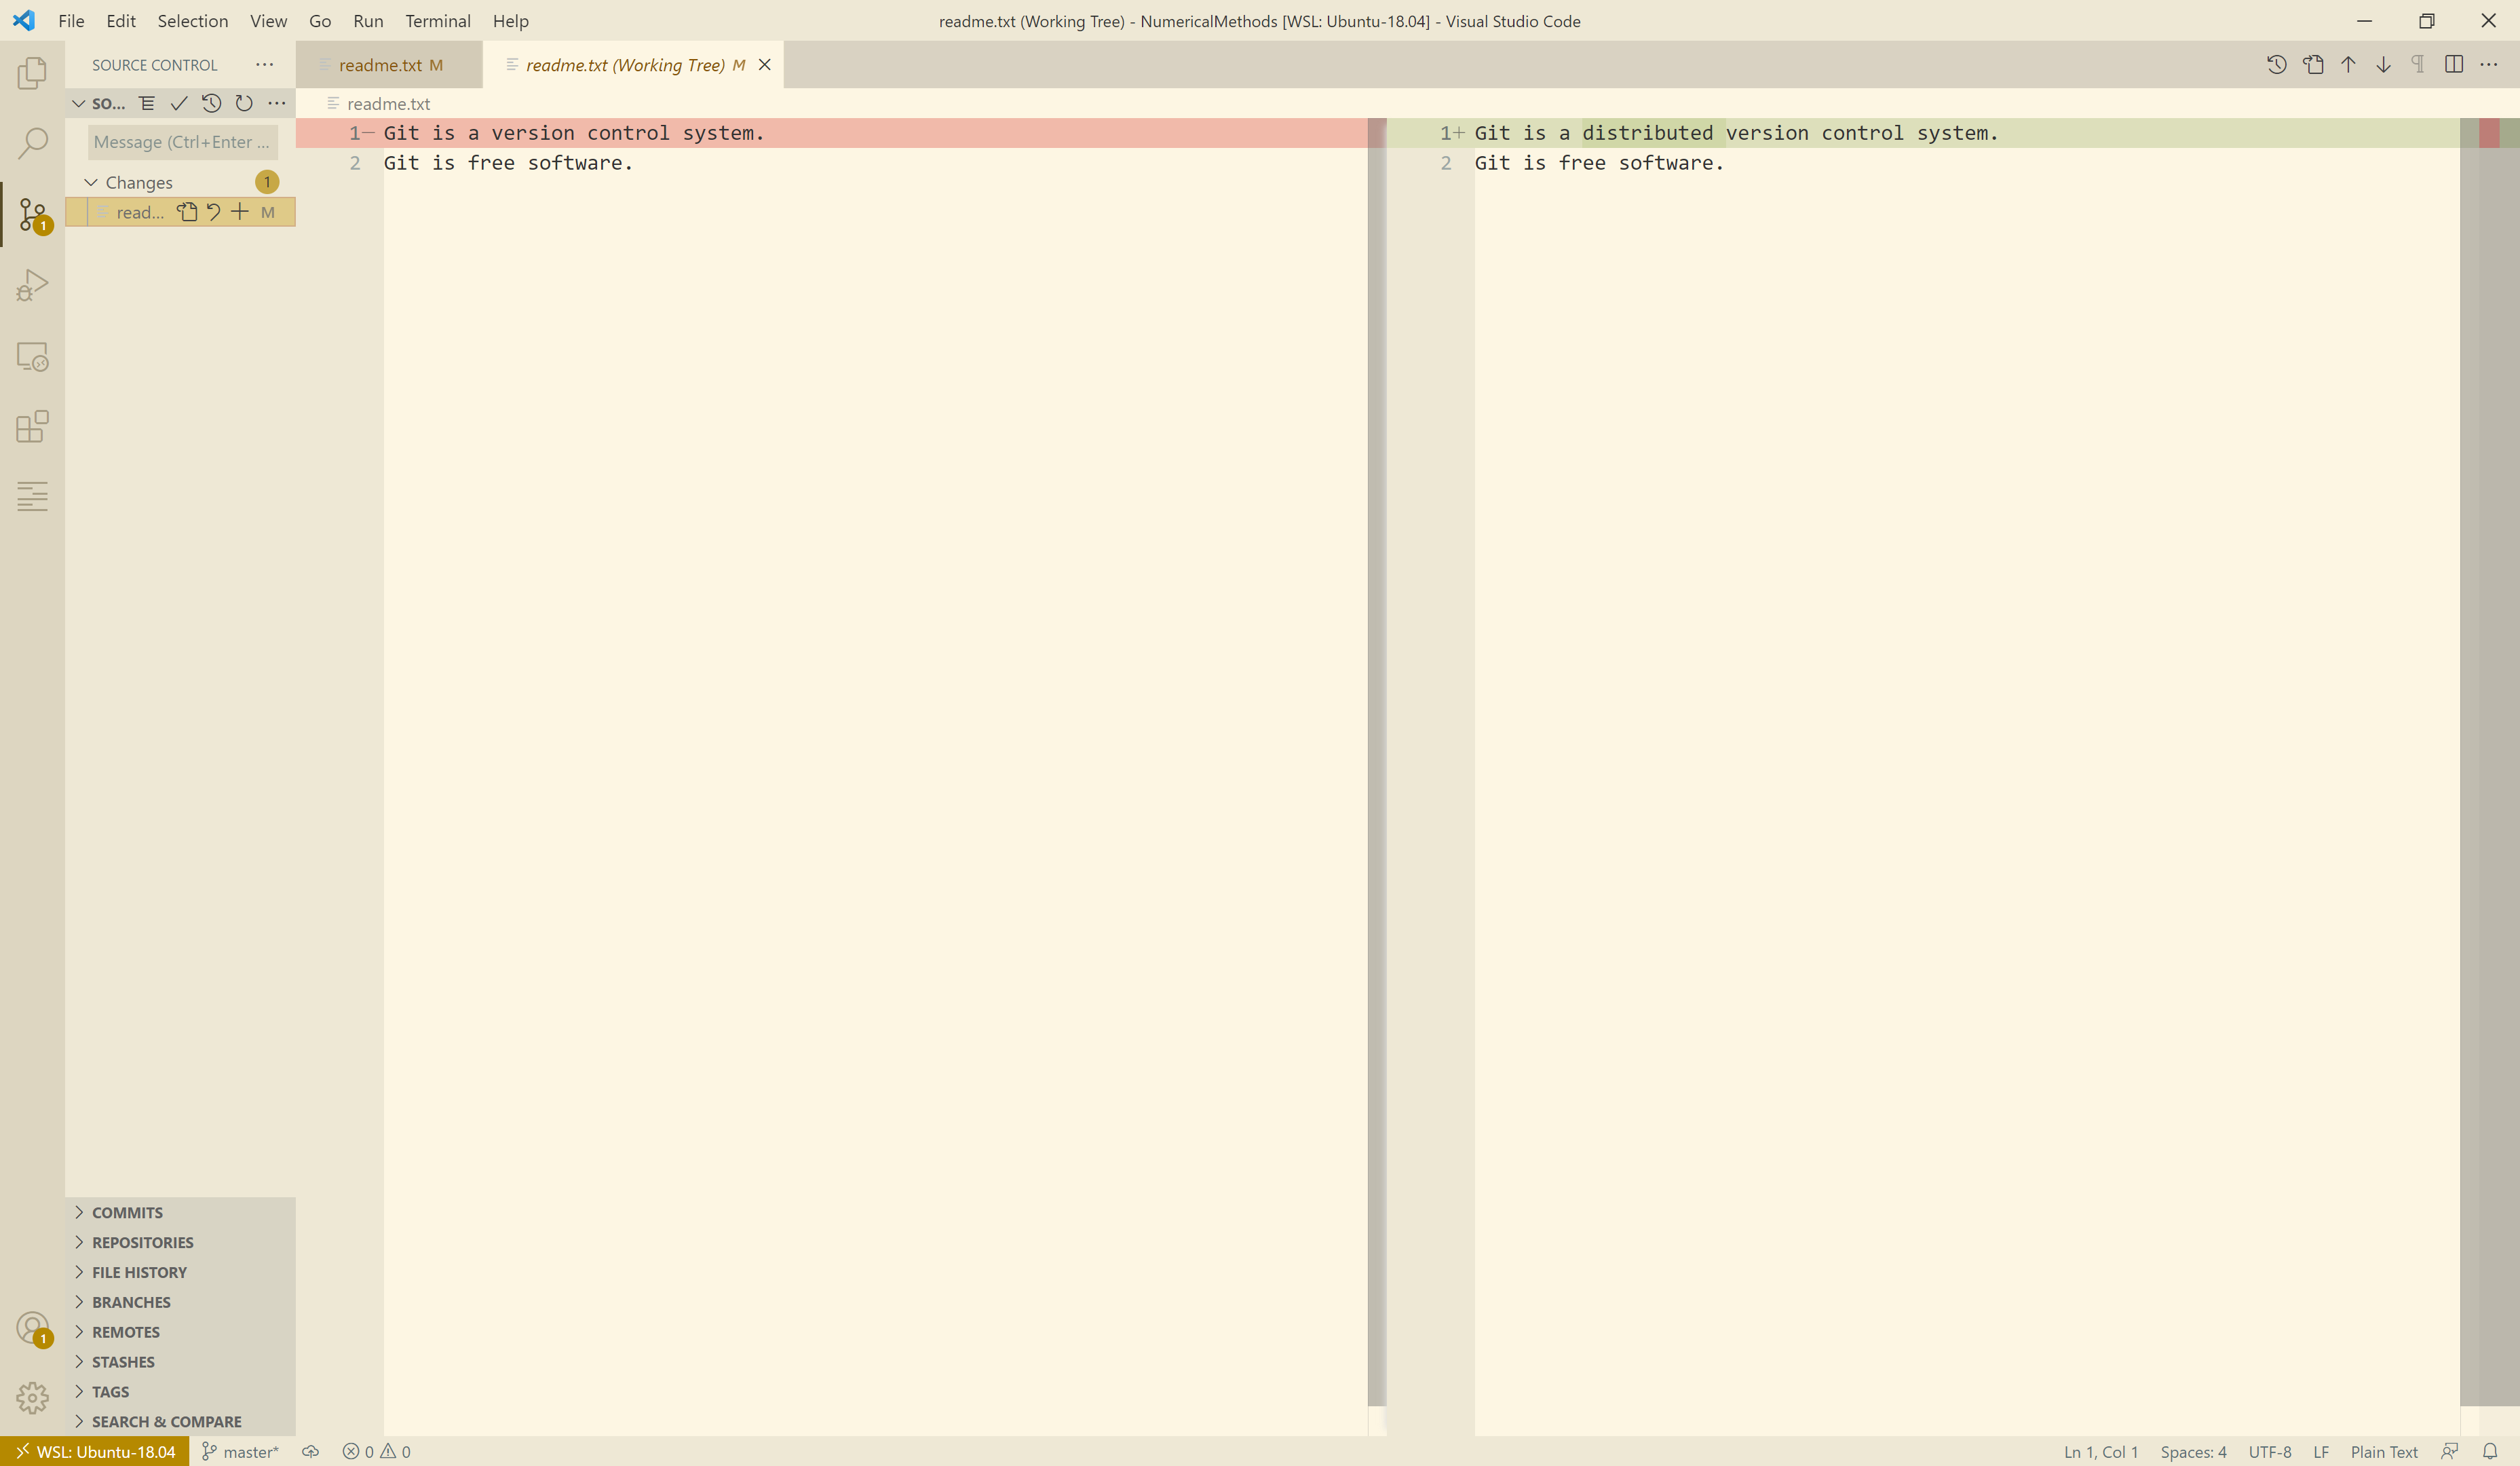 File Edit Selection View Go Run Terminal Help
readme.txt (Working Tree) - NumericalMethods [WSL: Ubuntu-18.04] - Visual Studio Code
SOURCE CONTROL
readme.txt M
readme.txt (Working Tree) M
SO...
readme.txt
Message (Ctrl+Enter ...
Changes 1
read... M
1 Git is a version control system.
2 Git is free software.
1+ Git is a distributed version control system.
2 Git is free software.
1
COMMITS
REPOSITORIES
FILE HISTORY
BRANCHES
REMOTES
STASHES
TAGS
SEARCH & COMPARE
1
WSL: Ubuntu-18.04 master* 0 0
Ln 1, Col 1 Spaces: 4 UTF-8 LF Plain Text